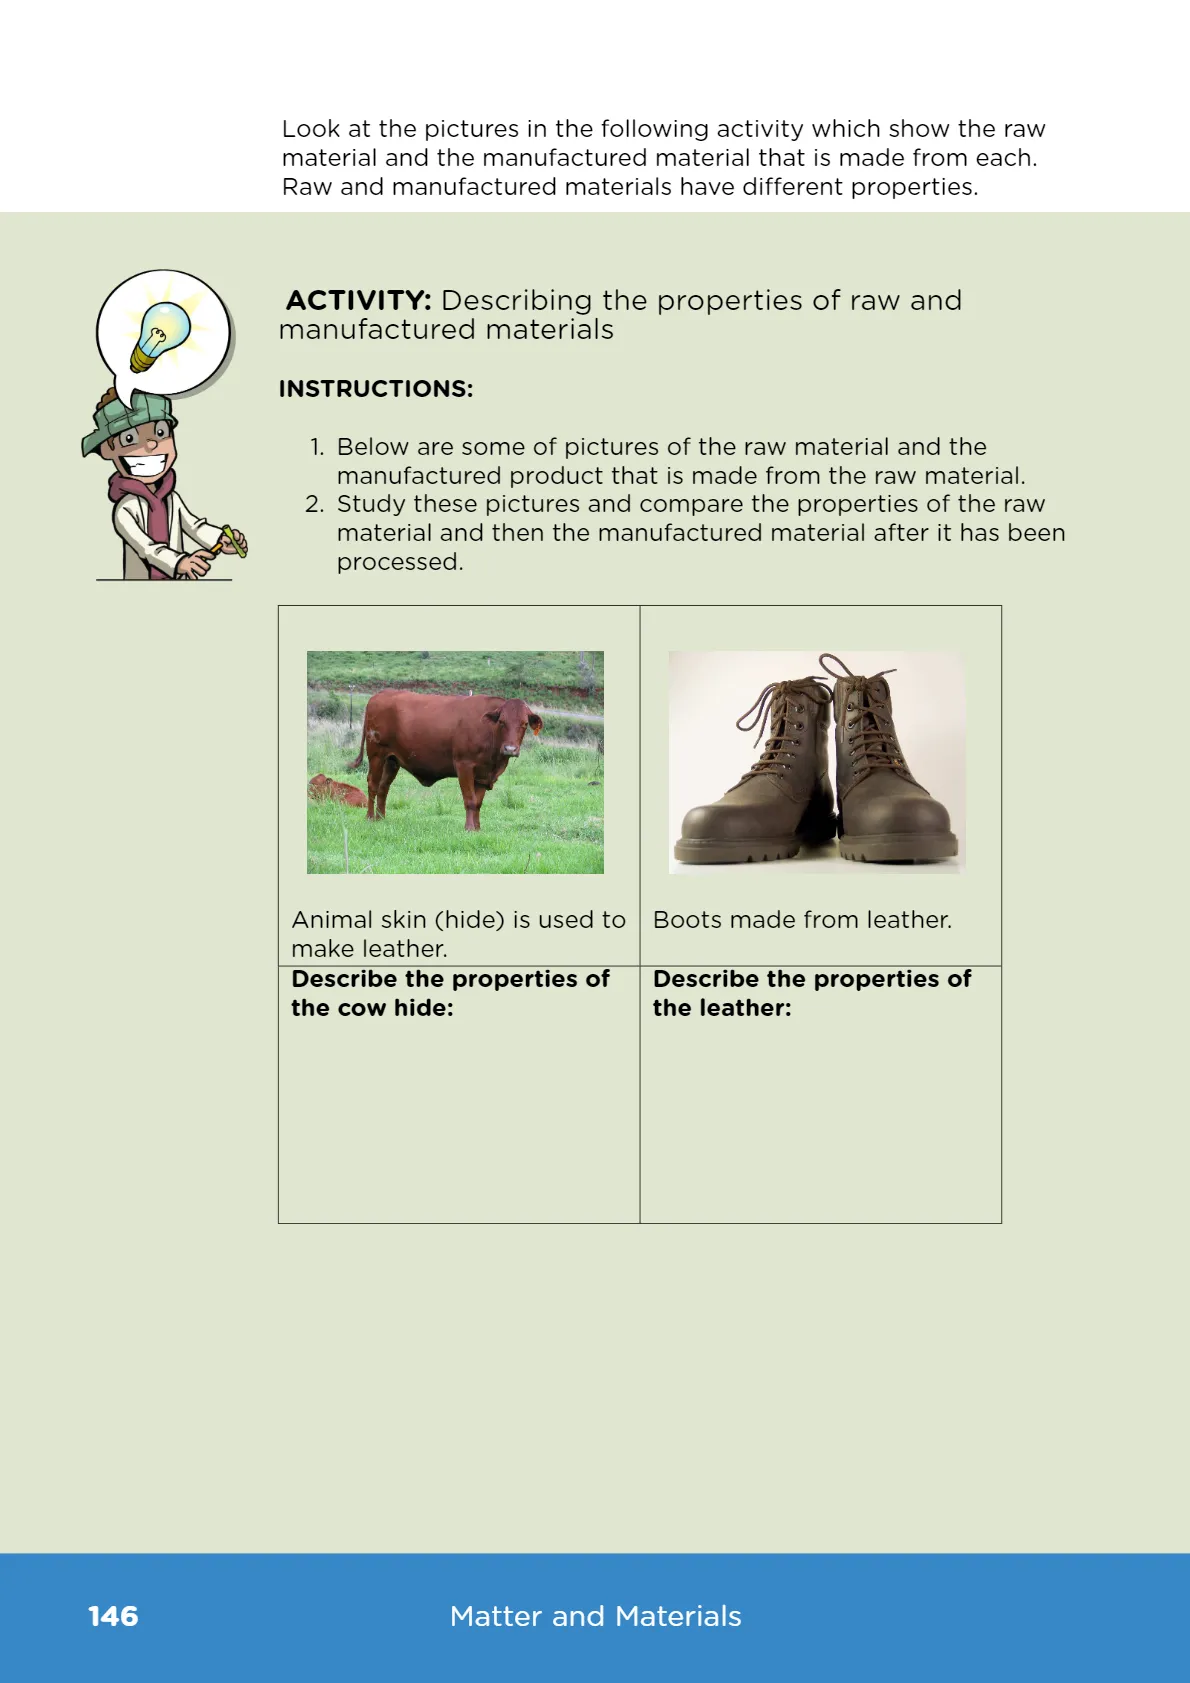 Look at the pictures in the following activity which show the raw
material and the manufactured material that is made from each.
Raw and manufactured materials have different properties.
ACTIVITY: Describing the properties of raw and
manufactured materials
INSTRUCTIONS:
1. Below are some of pictures of the raw material and the
manufactured product that is made from the raw material.
2. Study these pictures and compare the properties of the raw
material and then the manufactured material after it has been
processed.
Animal skin (hide) is used to
make leather.
Boots made from leather.
Describe the properties of
the cow hide:
Describe the properties of
the leather:
146
Matter and Materials